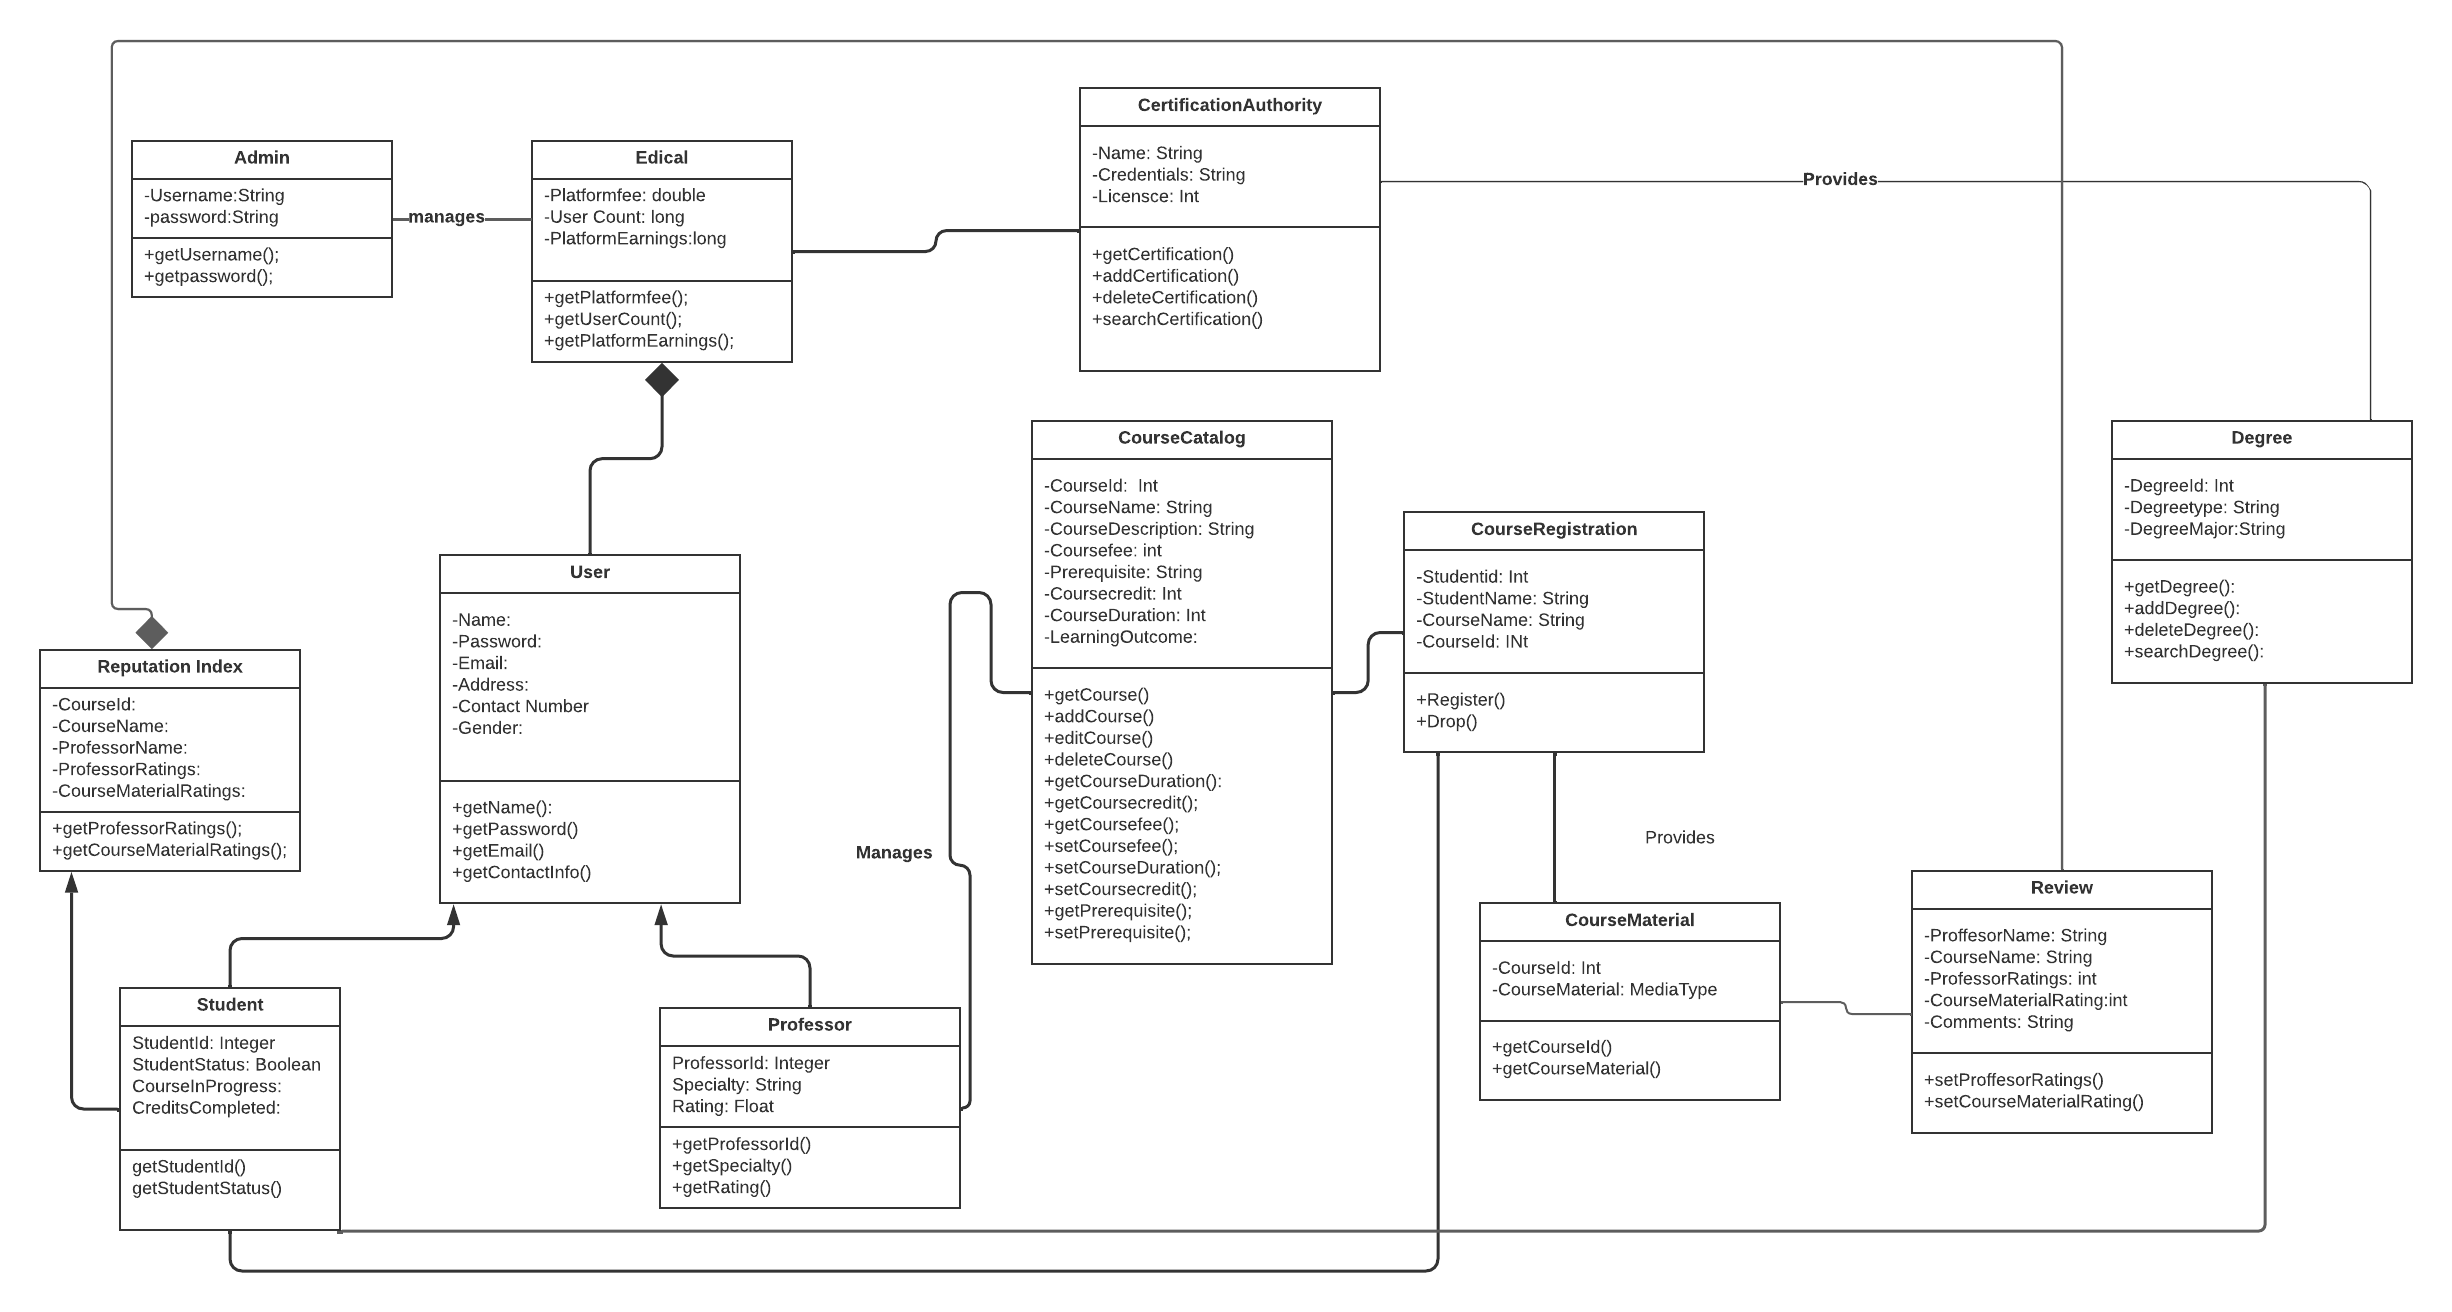 CertificationAuthority
-Name: String
-Credentials: String
-Licensce: Int
+getCertification()
+addCertification()
+deleteCertification()
+searchCertification()
Admin
-Username:String
-password:String
+getUsername();
+getpassword();
manages
Edical
-Platformfee: double
-User Count: long
-PlatformEarnings:long
+getPlatformfee();
+getUserCount();
+getPlatformEarnings();
Provides
CourseCatalog
-CourseId:  Int
-CourseName: String
-CourseDescription: String
-Coursefee: int
-Prerequisite: String
-Coursecredit: Int
-CourseDuration: Int
-LearningOutcome:
+getCourse()
+addCourse()
+editCourse()
+deleteCourse()
+getCourseDuration():
+getCoursecredit();
+getCoursefee();
+setCoursefee();
+setCourseDuration();
+setCoursecredit();
+getPrerequisite();
+setPrerequisite();
Degree
-DegreeId: Int
-Degreetype: String
-DegreeMajor:String
+getDegree():
+addDegree():
+deleteDegree():
+searchDegree():
CourseRegistration
-Studentid: Int
-StudentName: String
-CourseName: String
-CourseId: INt
+Register()
+Drop()
User
-Name:
-Password:
-Email:
-Address:
-Contact Number
-Gender:
+getName():
+getPassword()
+getEmail()
+getContactInfo()
Reputation Index
-CourseId:
-CourseName:
-ProfessorName:
-ProfessorRatings:
-CourseMaterialRatings:
+getProfessorRatings();
+getCourseMaterialRatings();
Manages
Provides
Review
-ProffesorName: String
-CourseName: String
-ProfessorRatings: int
-CourseMaterialRating:int
-Comments: String
+setProffesorRatings()
+setCourseMaterialRating()
CourseMaterial
-CourseId: Int
-CourseMaterial: MediaType
+getCourseId()
+getCourseMaterial()
Student
StudentId: Integer
StudentStatus: Boolean
CourseInProgress:
CreditsCompleted:
getStudentId()
getStudentStatus()
Professor
ProfessorId: Integer
Specialty: String
Rating: Float
+getProfessorId()
+getSpecialty()
+getRating()